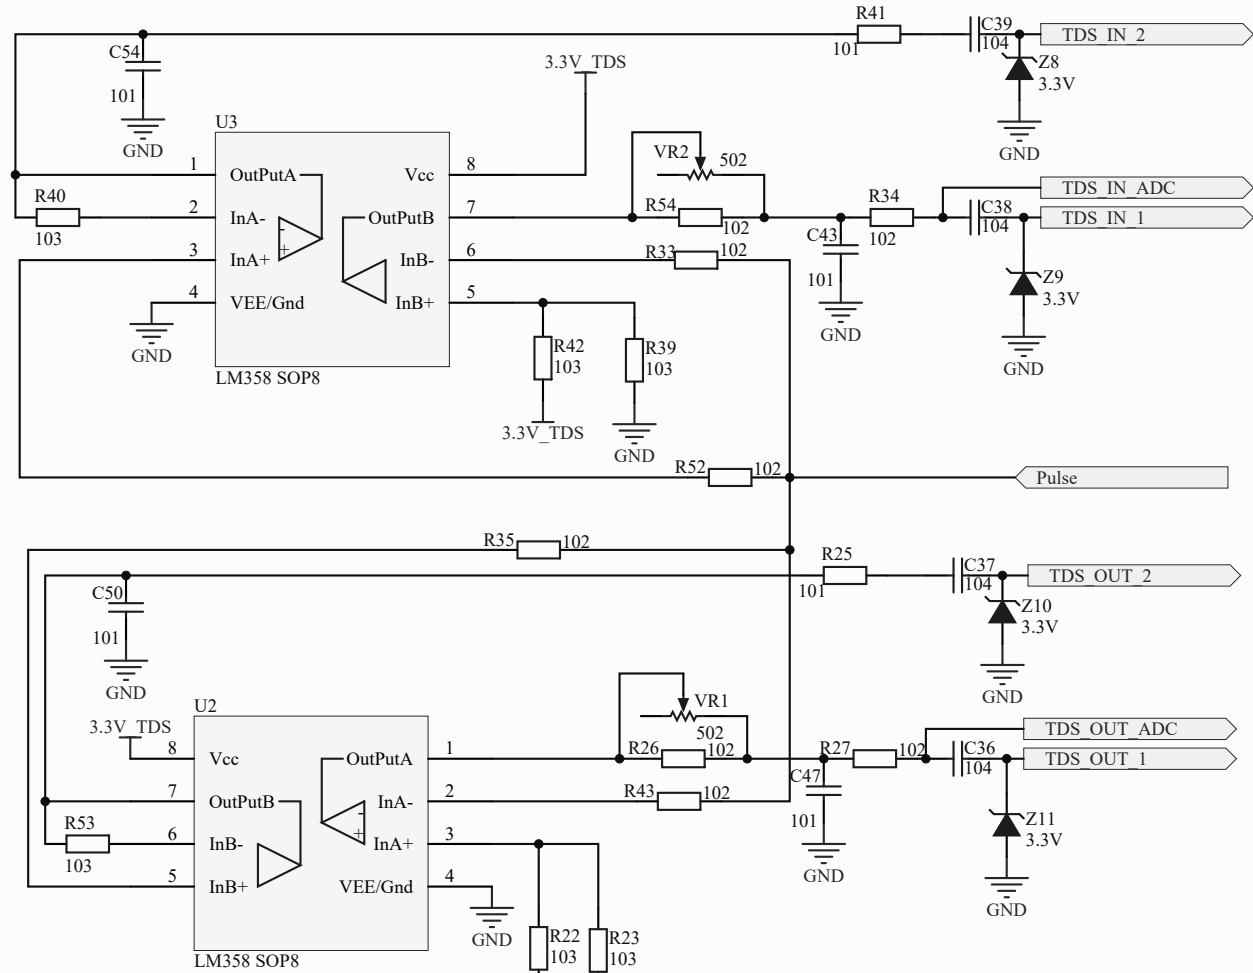 R41
C39
TDS_IN_2
101
104
C54
Z8
3.3V_TDS
3.3V
101
GND
GND
U3
VR2
502
1
OutPutA
Vcc
8
TDS_IN_ADC
R40
R54
R34
C38
2
InA-
OutPutB
7
TDS_IN_1
103
102
C43
102
104
3
InA+
InB-
6
R33
102
101
Z9
3.3V
4
VEE/Gnd
InB+
5
GND
GND
GND
R42
103
R39
103
LM358 SOP8
3.3V_TDS
GND
R52
102
Pulse
R35
102
R25
C37
TDS_OUT_2
101
104
C50
101
Z10
3.3V
GND
GND
U2
VR1
502
3.3V_TDS
TDS_OUT_ADC
8
Vcc
OutPutA
1
R26
102
R27
102
C36
TDS_OUT_1
104
C47
7
OutPutB
InA-
2
R43
102
101
R53
103
6
InB-
InA+
3
Z11
3.3V
5
InB+
VEE/Gnd
4
GND
GND
GND
R22
103
R23
103
LM358 SOP8